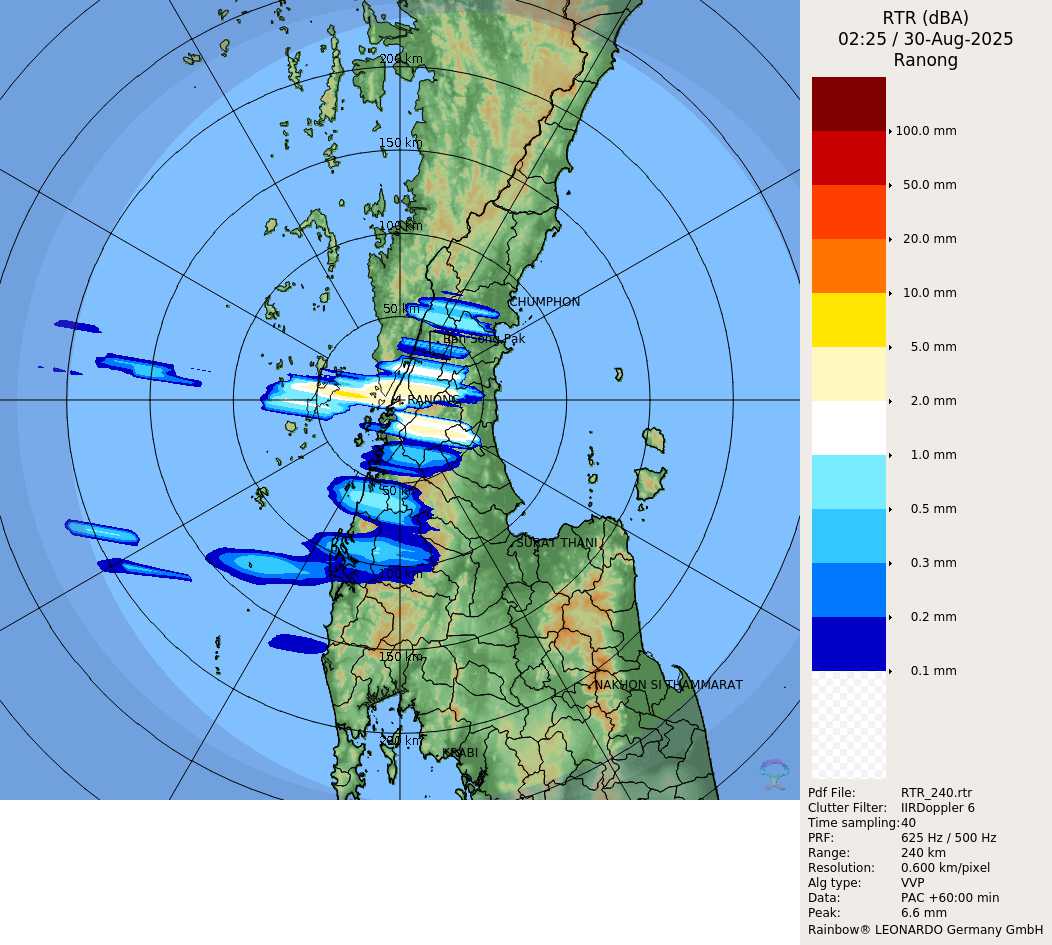 RTR (dBA)
02:25 / 30-Aug-2025
Ranong
200 km
150 km
100 km
50 km
CHUMPHON
Ban Song Pak
RANONG
50 km
SURAT THANI
150 km
NAKHON SI THAMMARAT
200 km
KRABI
100.0 mm
50.0 mm
20.0 mm
10.0 mm
5.0 mm
2.0 mm
1.0 mm
0.5 mm
0.3 mm
0.2 mm
0.1 mm
Pdf File: RTR_240.rtr
Clutter Filter: IIRDoppler 6
Time sampling:40
PRF: 625 Hz / 500 Hz
Range: 240 km
Resolution: 0.600 km/pixel
Alg type: VVP
Data: PAC +60:00 min
Peak: 6.6 mm
Rainbow® LEONARDO Germany GmbH